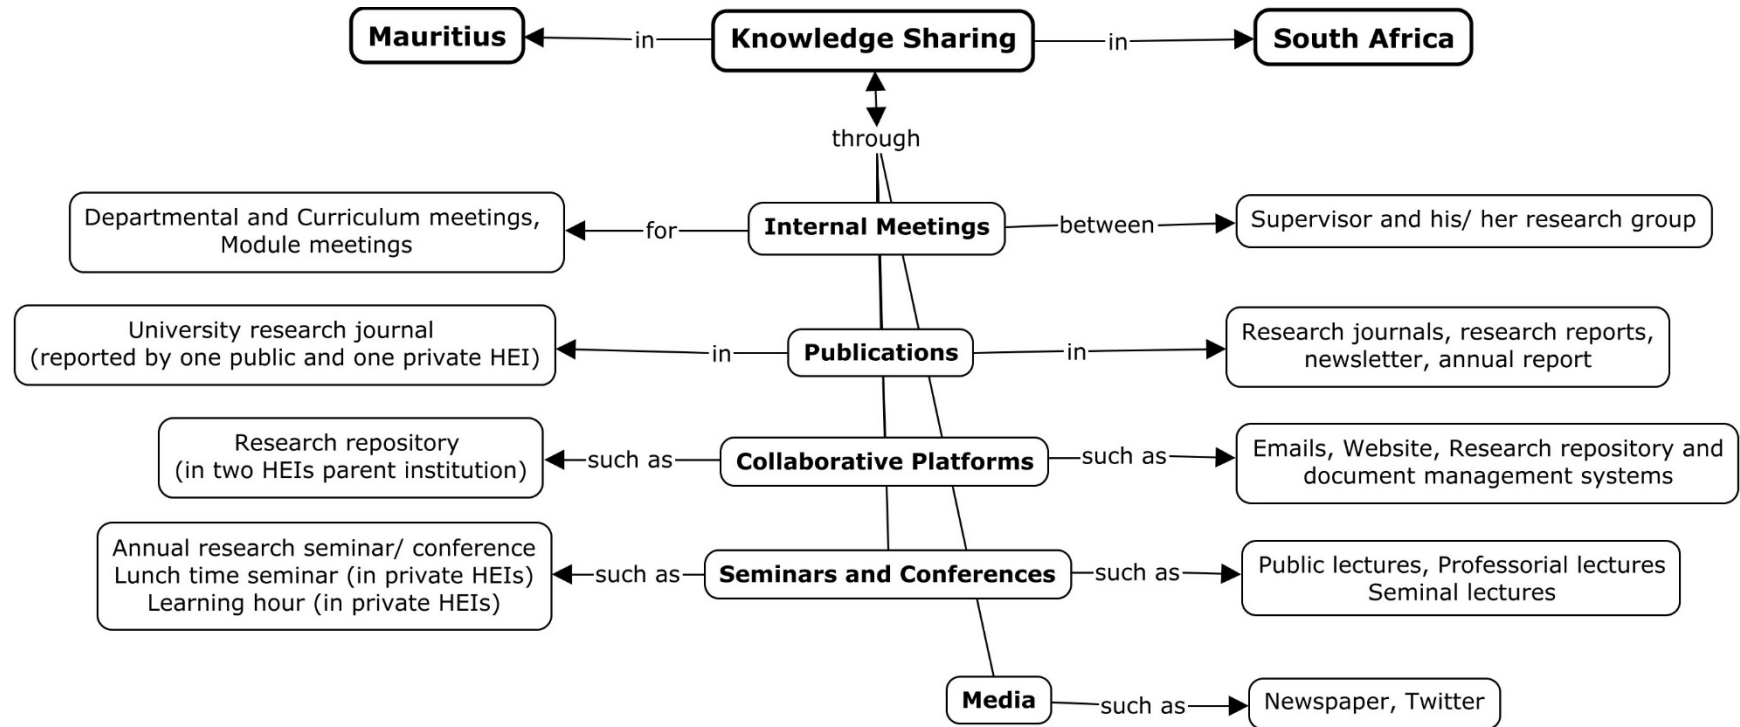 Mauritius
in
Knowledge Sharing
in
South Africa
through
Departmental and Curriculum meetings,
Module meetings
for
Internal Meetings
between
Supervisor and his/ her research group
University research journal
(reported by one public and one private HEI)
in
Publications
in
Research journals, research reports,
newsletter, annual report
Research repository
(in two HEIs parent institution)
such as
Collaborative Platforms
such as
Emails, Website, Research repository and
document management systems
Annual research seminar/ conference
Lunch time seminar (in private HEIs)
Learning hour (in private HEIs)
such as
Seminars and Conferences
such as
Public lectures, Professorial lectures
Seminal lectures
Media
such as
Newspaper, Twitter